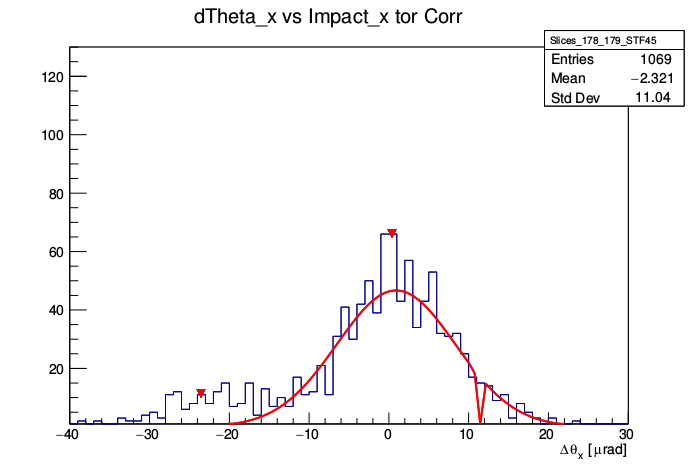 dTheta_x vs Impact_x tor Corr
Slices_178_179_STF45
Entries 1069
Mean −2.321
Std Dev 11.04
120
100
80
60
40
20
−40 −30 −20 −10 0 10 20 30
Δθx [μrad]